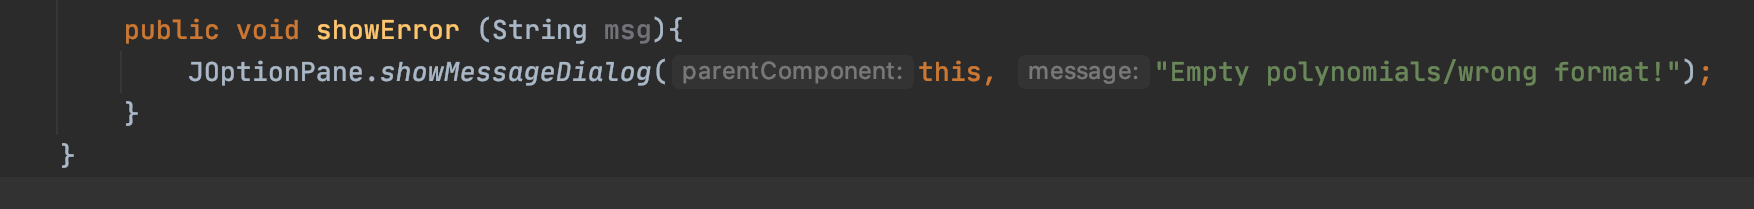 public void showError (String msg){
JOptionPane.showMessageDialog( parentComponent: this, message: "Empty polynomials/wrong format!");
}
}